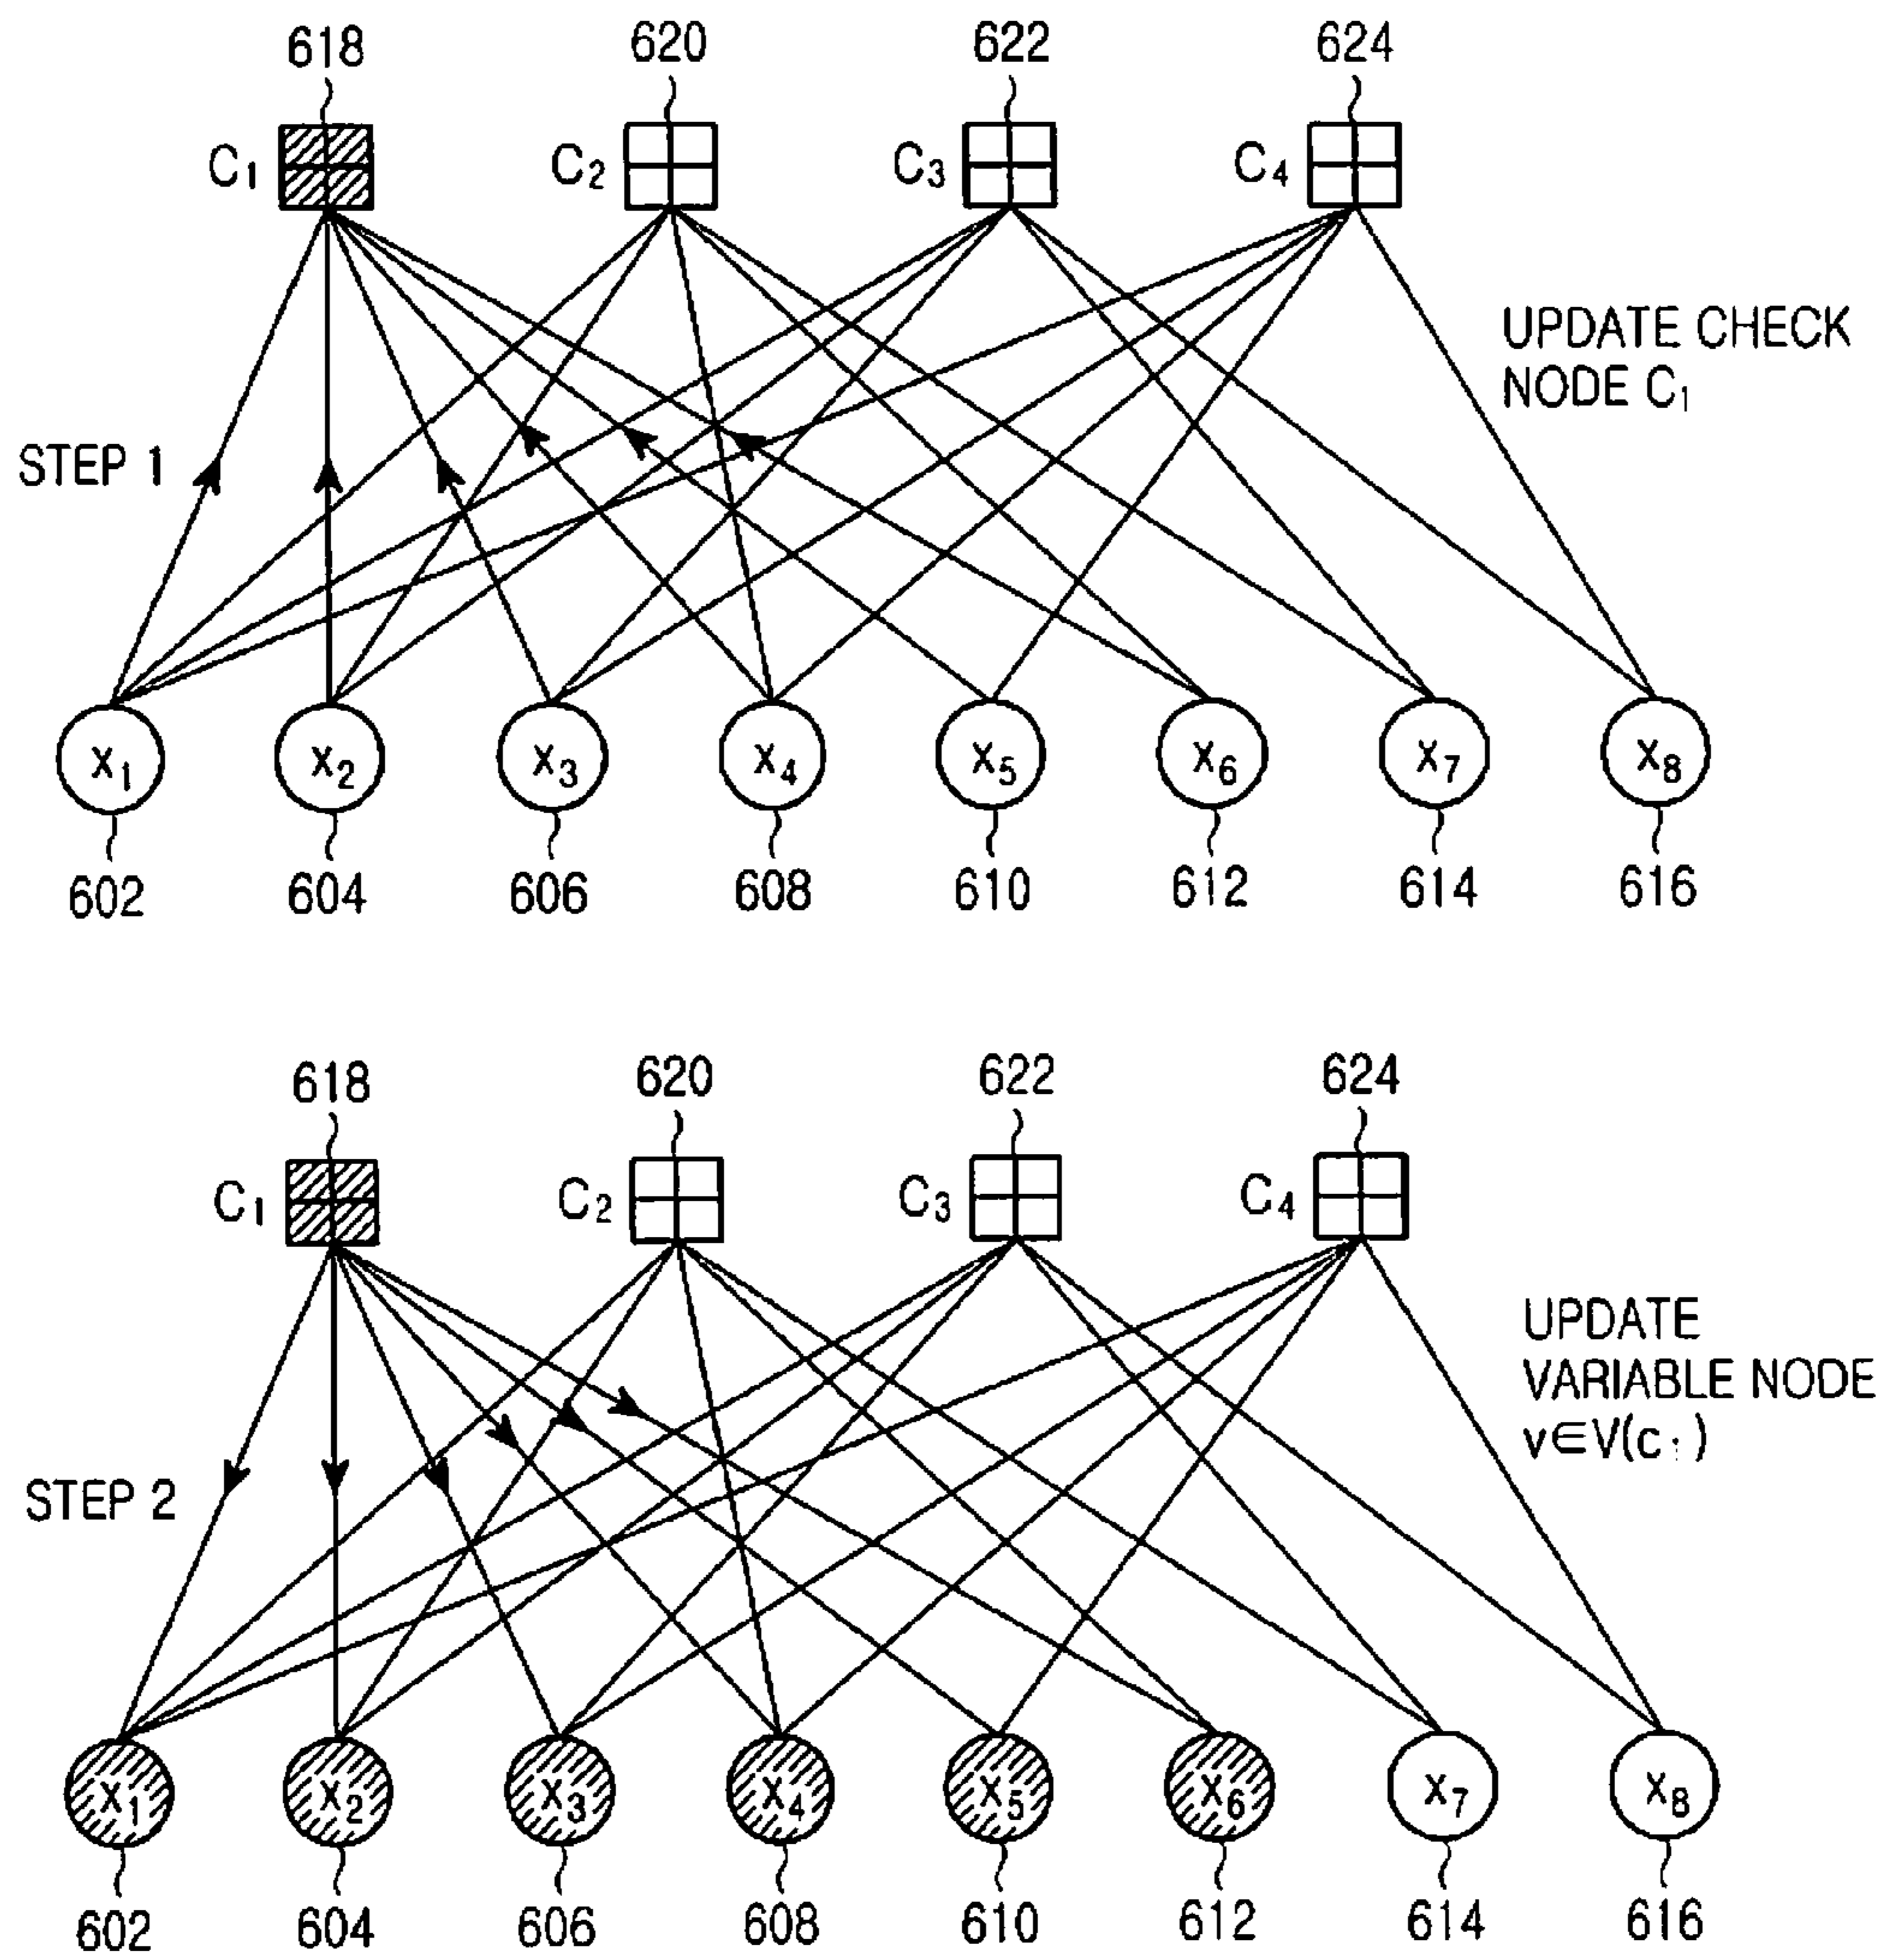 618 620 622 624
C1 C2 C3 C4
UPDATE CHECK
NODE C1
STEP 1
x1 x2 x3 x4 x5 x6 x7 x8
602 604 606 608 610 612 614 616
618 620 622 624
C1 C2 C3 C4
UPDATE
VARIABLE NODE
v∈V(c1)
STEP 2
x1 x2 x3 x4 x5 x6 x7 x8
602 604 606 608 610 612 614 616